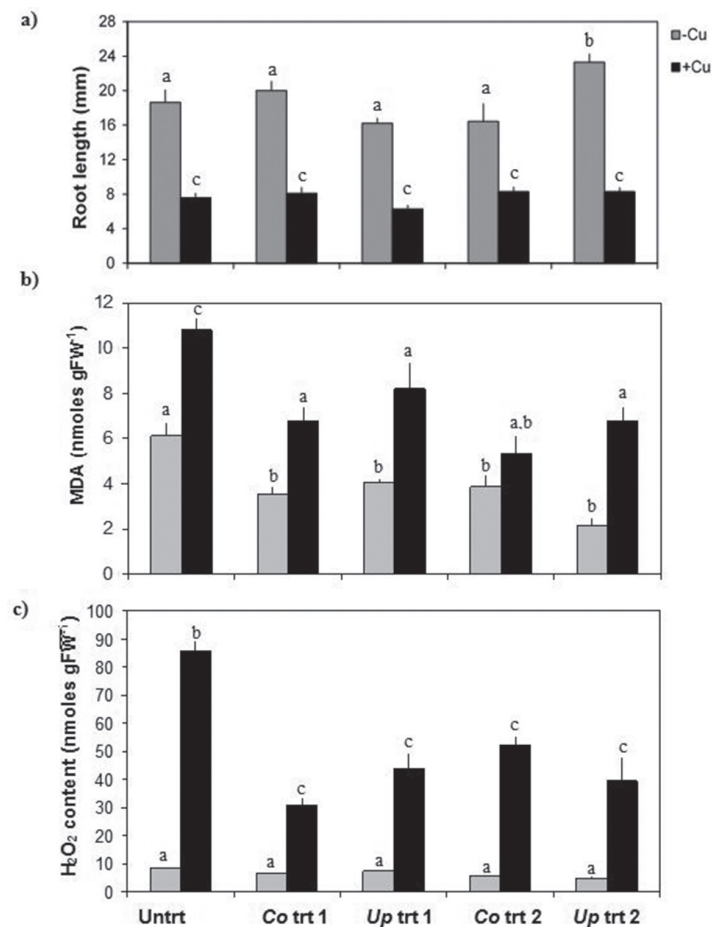 a)
Root length (mm)
28
24
20
16
12
8
4
0
a
a
a
a
b
c
c
c
c
c
-Cu
+Cu
b)
MDA (nmoles gFW⁻¹)
12
10
8
6
4
2
0
a
c
b
a
b
a
b
a,b
b
a
c)
H₂O₂ content (nmoles gFW⁻¹)
100
90
80
70
60
50
40
30
20
10
0
a
b
a
c
a
c
a
c
a
c
Untrt
Co trt 1
Up trt 1
Co trt 2
Up trt 2